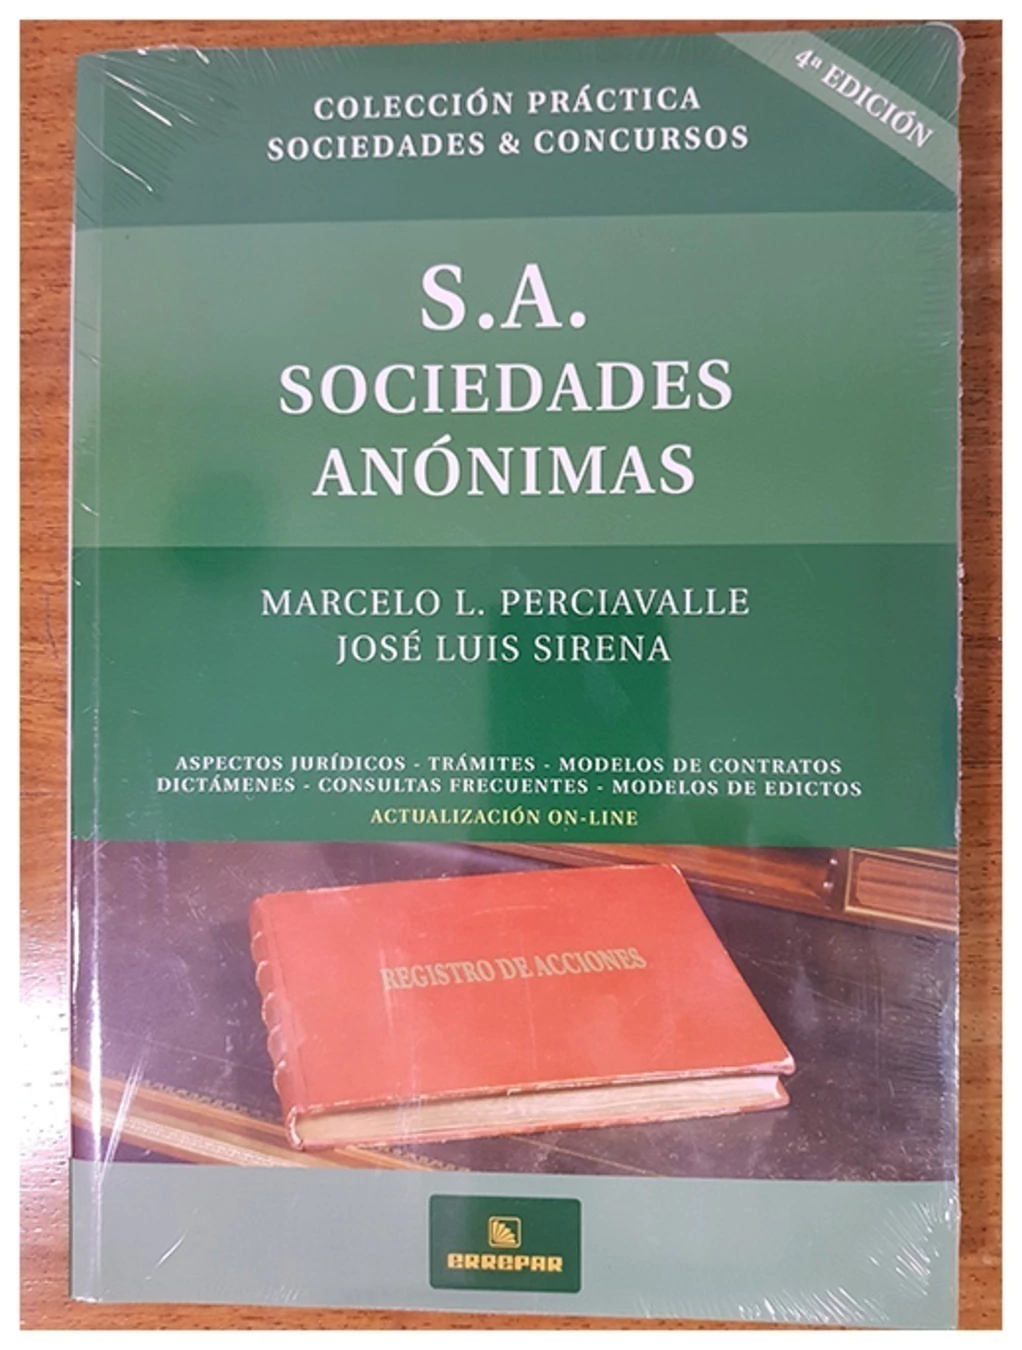 4ª EDICIÓN
COLECCIÓN PRÁCTICA
SOCIEDADES & CONCURSOS
S.A.
SOCIEDADES
ANÓNIMAS
MARCELO L. PERCIAVALLE
JOSÉ LUIS SIRENA
ASPECTOS JURÍDICOS - TRÁMITES - MODELOS DE CONTRATOS
DICTÁMENES - CONSULTAS FRECUENTES - MODELOS DE EDICTOS
ACTUALIZACIÓN ON-LINE
REGISTRO DE ACCIONES
ERREPAR